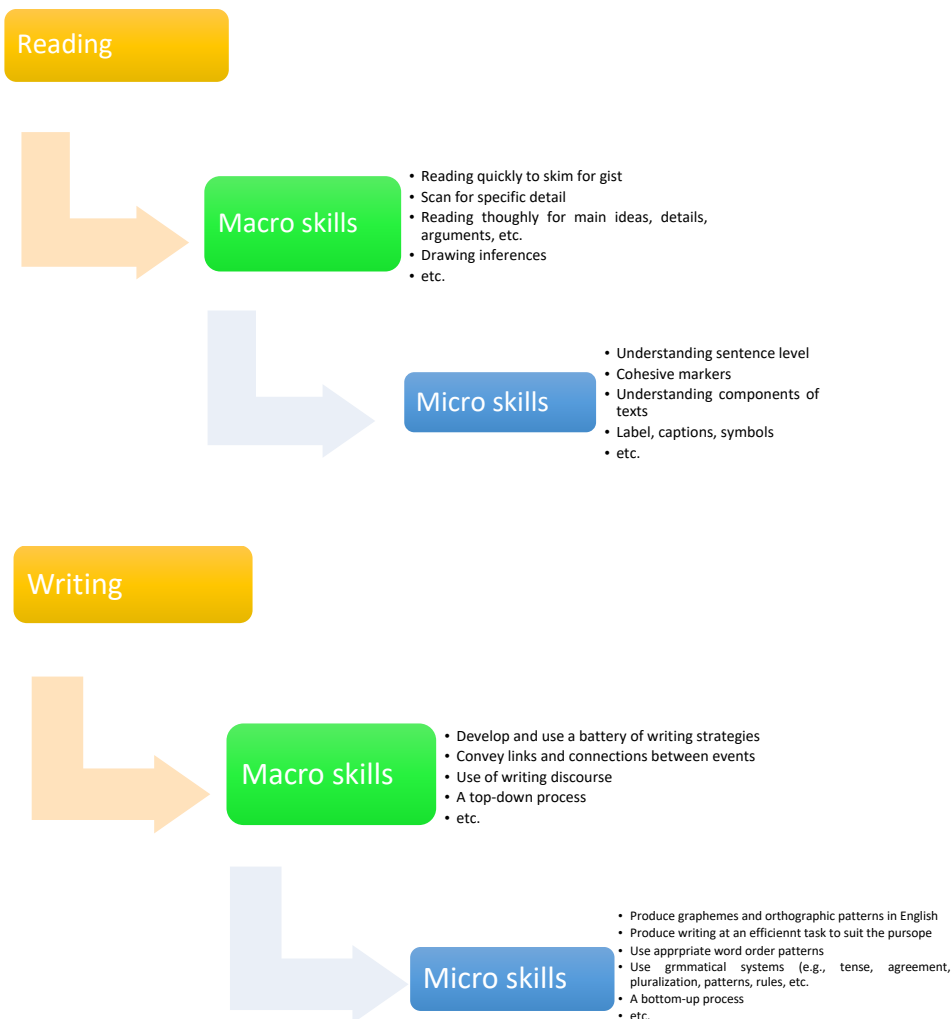 Reading
Macro skills
• Reading quickly to skim for gist
• Scan for specific detail
• Reading thoughly for main ideas, details,
arguments, etc.
• Drawing inferences
• etc.
Micro skills
• Understanding sentence level
• Cohesive markers
• Understanding components of
texts
• Label, captions, symbols
• etc.
Writing
Macro skills
• Develop and use a battery of writing strategies
• Convey links and connections between events
• Use of writing discourse
• A top-down process
• etc.
Micro skills
• Produce graphemes and orthographic patterns in English
• Produce writing at an efficiennt task to suit the pursope
• Use apprpriate word order patterns
• Use grmmatical systems (e.g., tense, agreement,
pluralization, patterns, rules, etc.
• A bottom-up process
• etc.